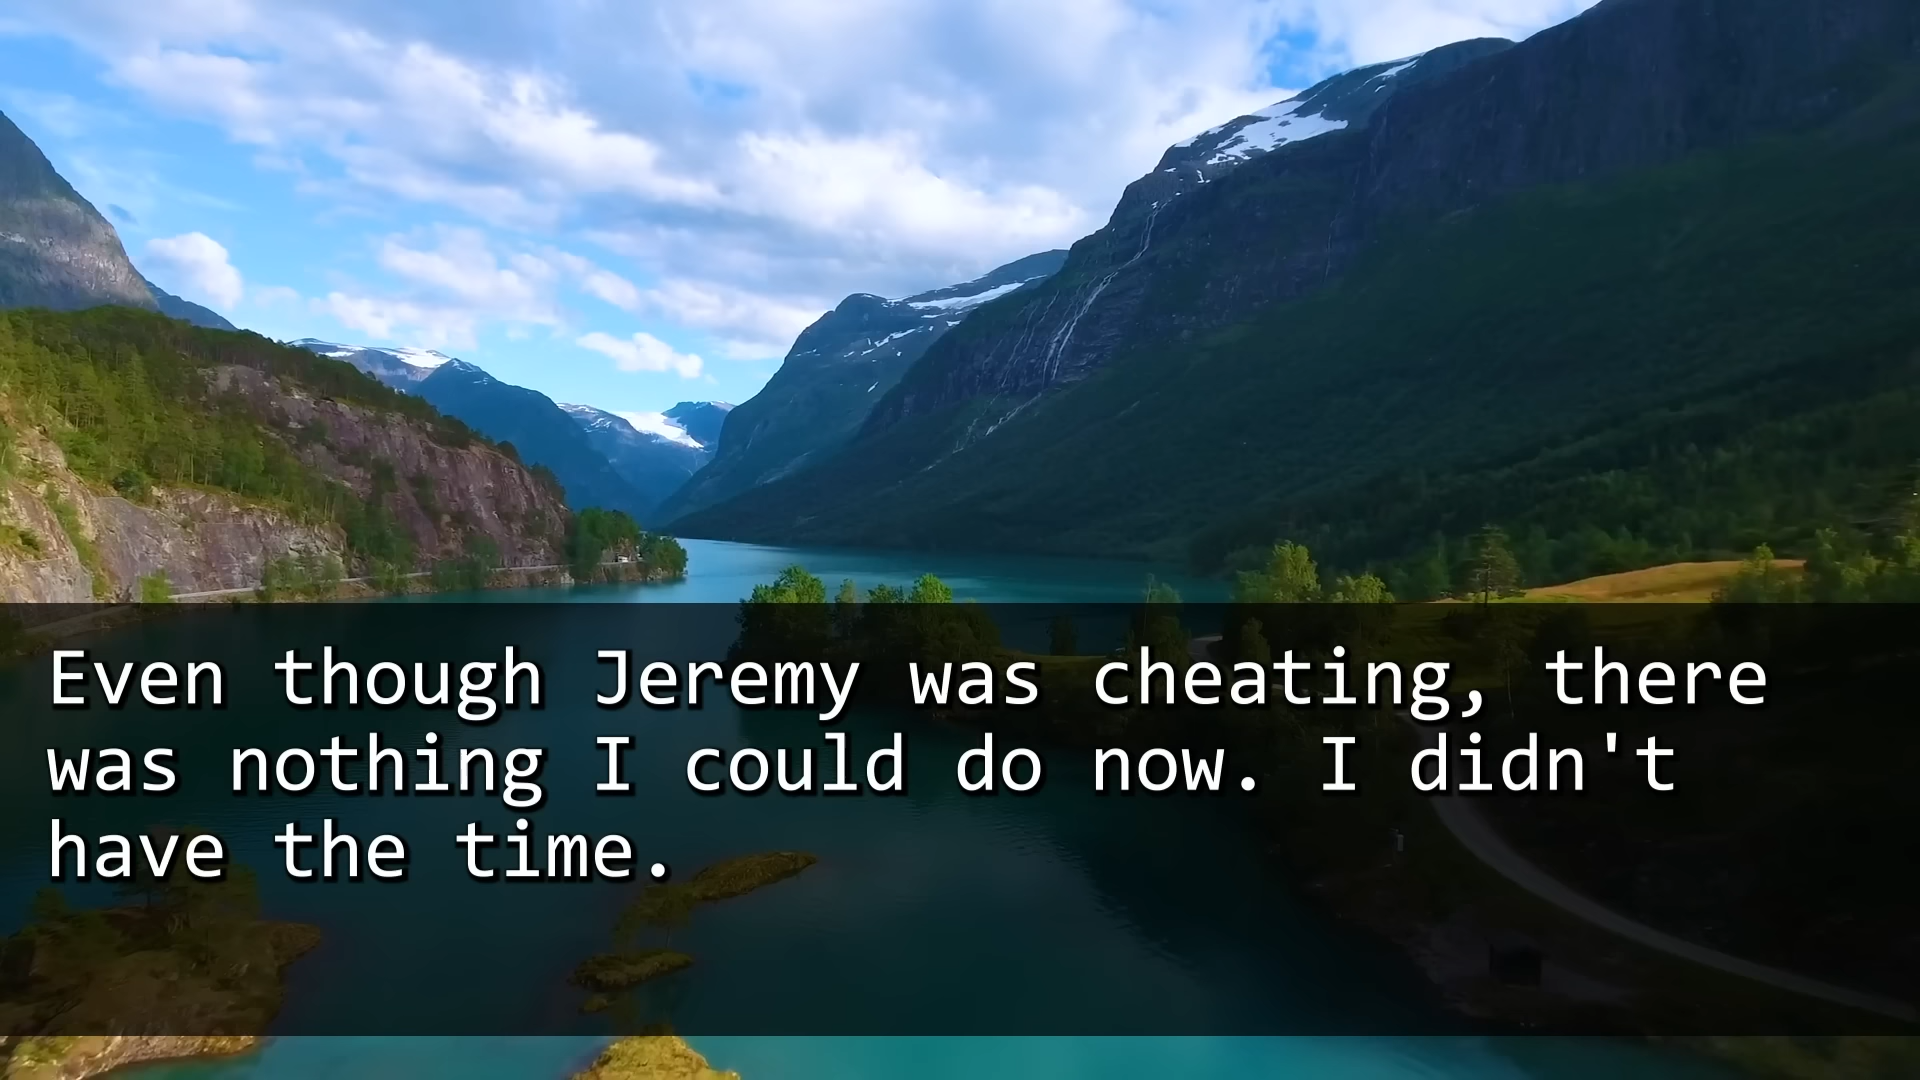 Even though Jeremy was cheating, there
was nothing I could do now. I didn't
have the time.